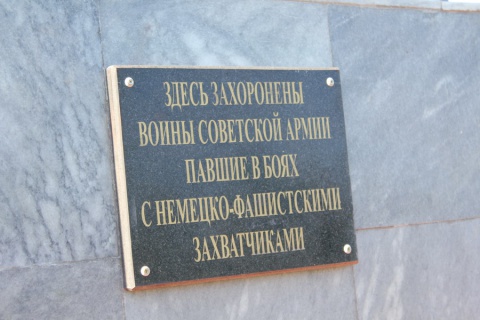 ЗДЕСЬ ЗАХОРОНЕНЫ
ВОИНЫ СОВЕТСКОЙ АРМИИ
ПАВШИЕ В БОЯХ
С НЕМЕЦКО-ФАШИСТСКИМИ
ЗАХВАТЧИКАМИ